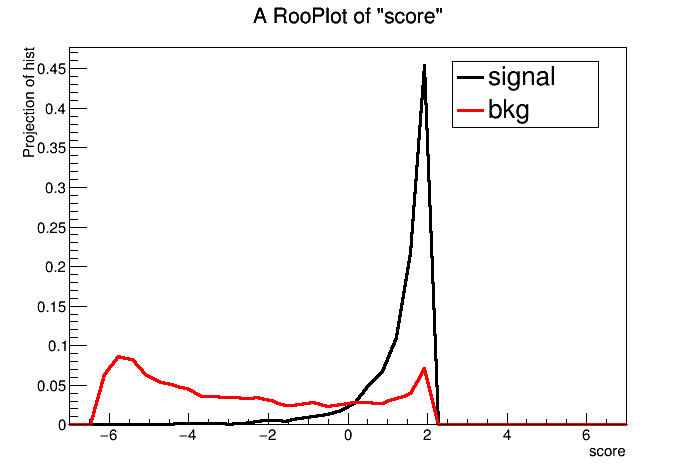 A RooPlot of "score"
Projection of hist
0.45
0.4
0.35
0.3
0.25
0.2
0.15
0.1
0.05
0
signal
bkg
−6 −4 −2 0 2 4 6
score